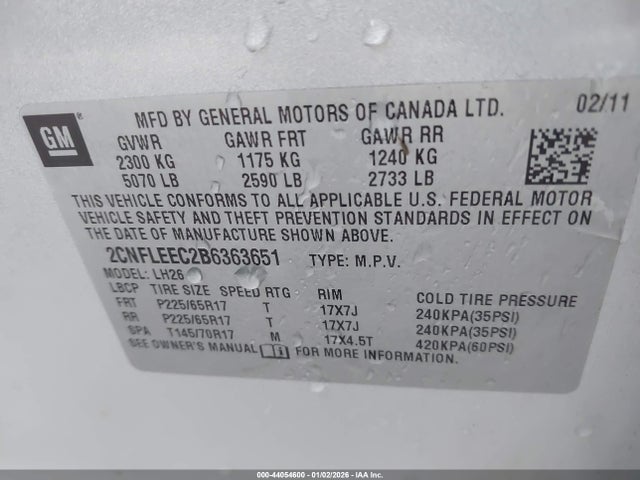 GM ®
MFD BY GENERAL MOTORS OF CANADA LTD. 02/11
GVWR GAWR FRT GAWR RR
2300 KG 1175 KG 1240 KG
5070 LB 2590 LB 2733 LB
THIS VEHICLE CONFORMS TO ALL APPLICABLE U.S. FEDERAL MOTOR
VEHICLE SAFETY AND THEFT PREVENTION STANDARDS IN EFFECT ON
THE DATE OF MANUFACTURE SHOWN ABOVE.
2CNFLEEC2B6363651 TYPE: M.P.V.
MODEL: LH26
LBCP TIRE SIZE SPEED RTG RIM COLD TIRE PRESSURE
FRT P225/65R17 T 17X7J 240KPA(35PSI)
RR P225/65R17 T 17X7J 240KPA(35PSI)
SPA T145/70R17 M 17X4.5T 420KPA(60PSI)
SEE OWNER'S MANUAL FOR MORE INFORMATION.
000-44054600 - 01/02/2026 - IAA Inc.